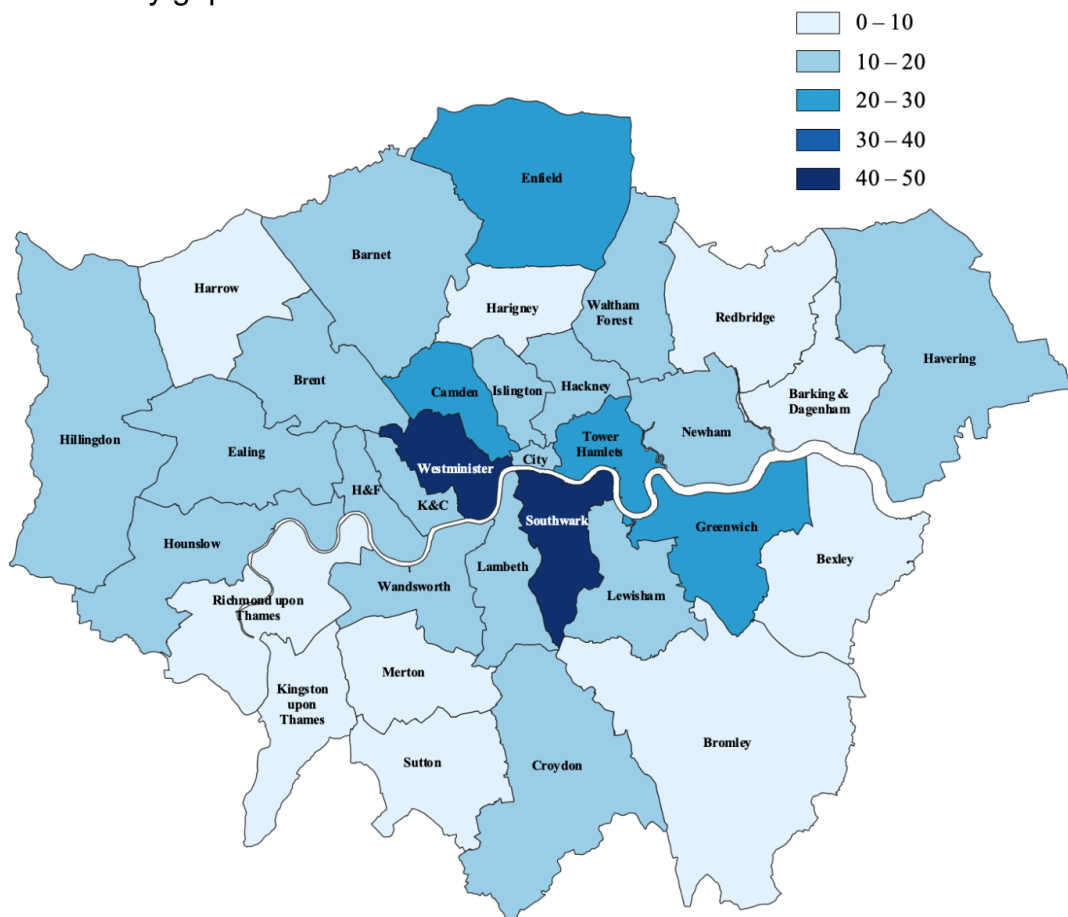 0 – 10
10 – 20
20 – 30
30 – 40
40 – 50
Enfield
Barnet
Harrow
Harigney
Waltham
Forest
Redbridge
Havering
Brent
Camden
Islington
Hackney
Barking &
Dagenham
Hillingdon
Ealing
Westminister
City
Tower
Hamlets
Newham
H&F
K&C
Southwark
Greenwich
Hounslow
Lambeth
Bexley
Wandsworth
Lewisham
Richmond upon
Thames
Merton
Kingston
upon
Thames
Sutton
Croydon
Bromley